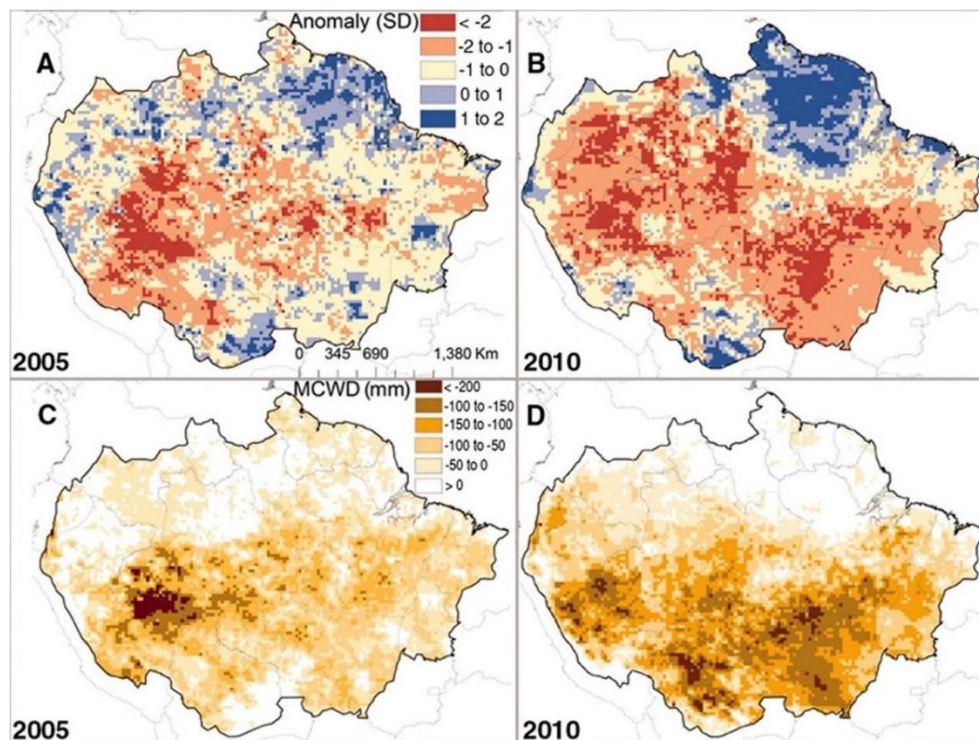 A
Anomaly (SD)
< -2
-2 to -1
-1 to 0
0 to 1
1 to 2
2005
0 345 690 1,380 Km
B
2010
C
MCWD (mm)
< -200
-100 to -150
-150 to -100
-100 to -50
-50 to 0
> 0
2005
D
2010